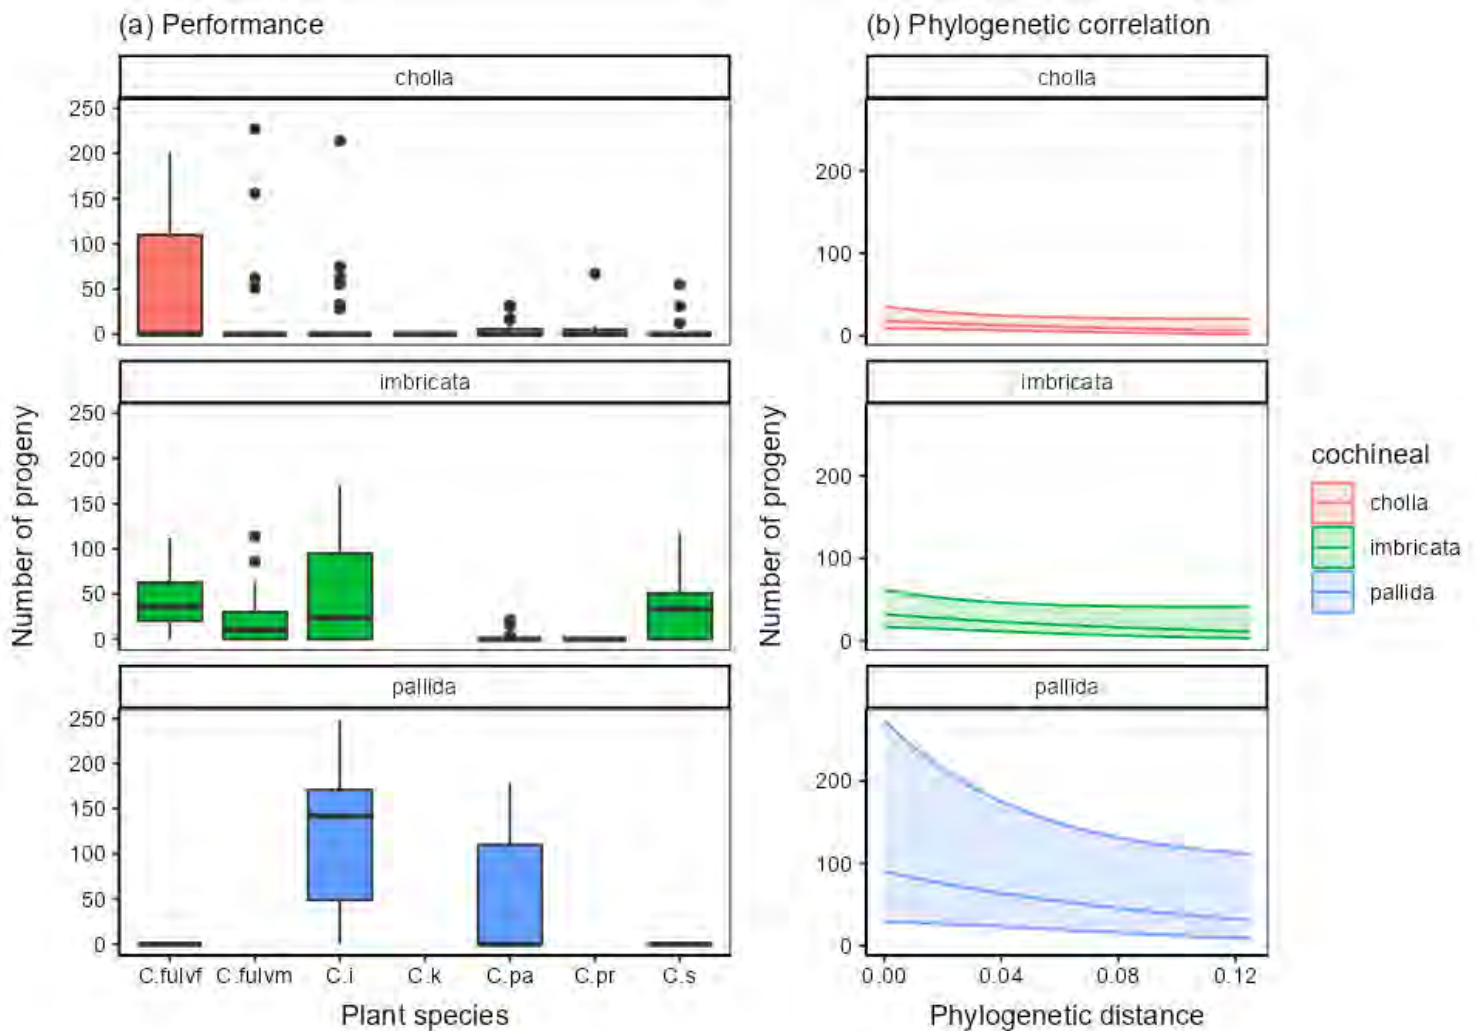 (a) Performance
(b) Phylogenetic correlation
cholla
250
200
150
100
50
0
imbricata
250
200
150
100
50
0
pallida
250
200
150
100
50
0
Number of progeny
C.fulvf C.fulvm C.i C.k C.pa C.pr C.s
Plant species
cholla
200
100
0
imbricata
200
100
0
pallida
200
100
0
Number of progeny
0.00 0.04 0.08 0.12
Phylogenetic distance
cochineal
cholla
imbricata
pallida